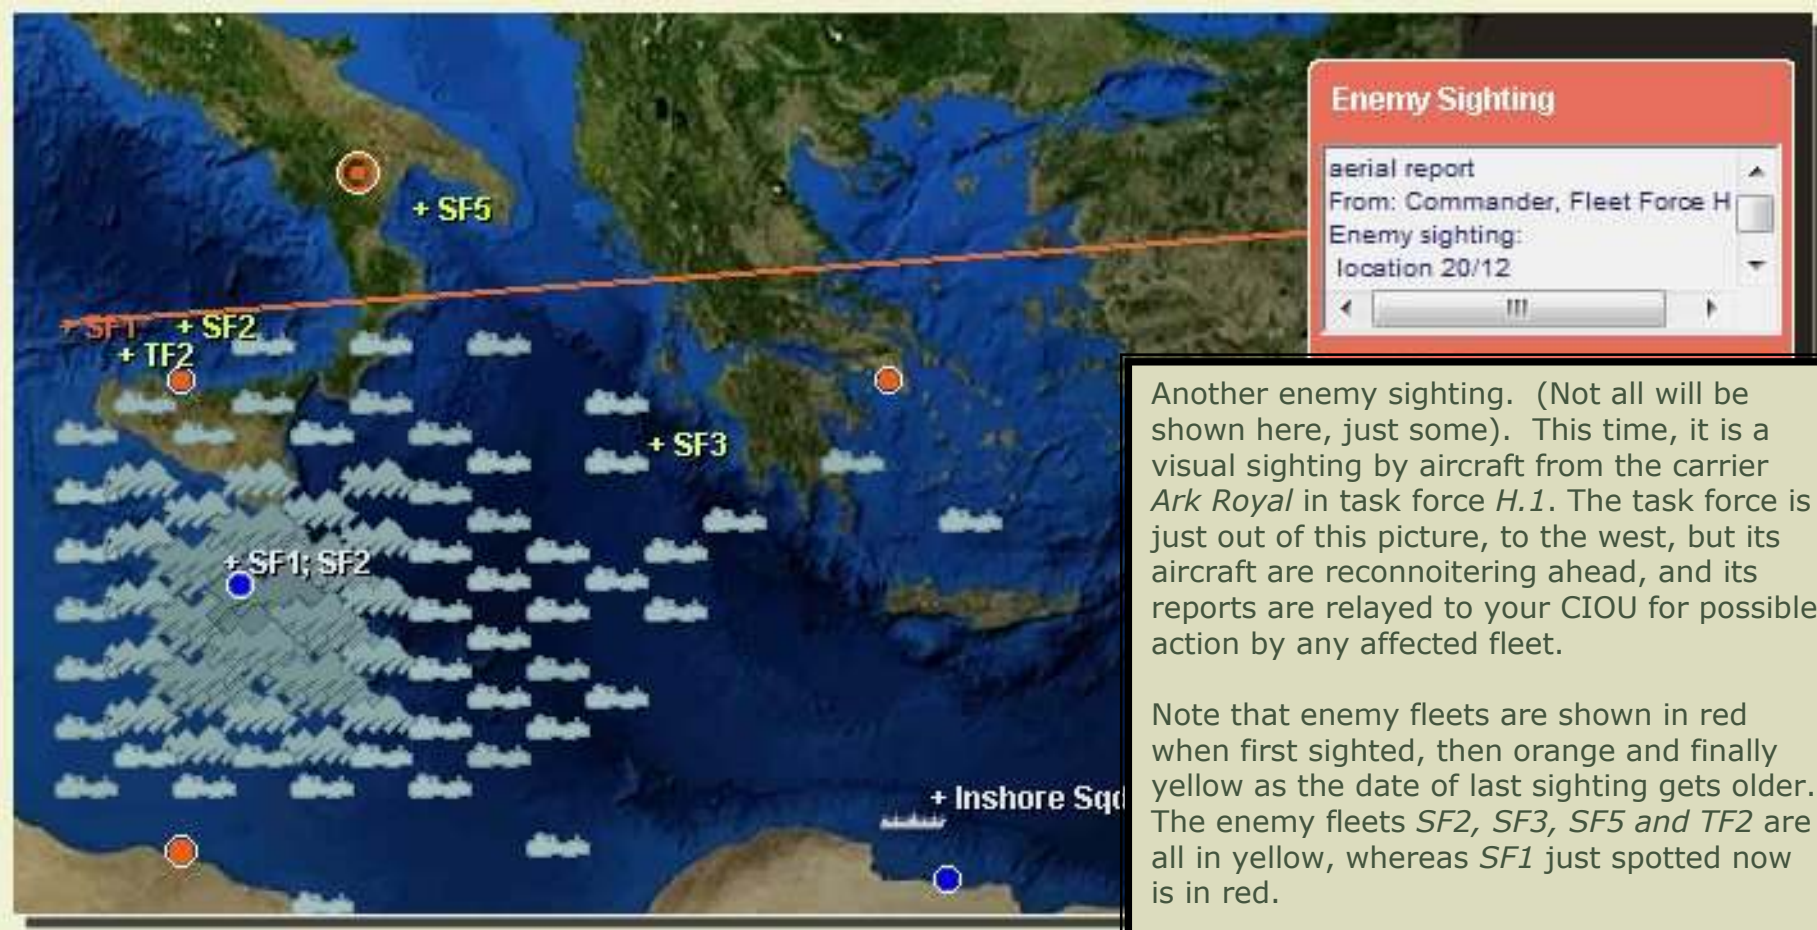 Enemy Sighting
aerial report
From: Commander, Fleet Force H
Enemy sighting:
location 20/12
+ SF5
+ SF1
+ SF2
+ TF2
+ SF3
+ SF1; SF2
+ Inshore Sq
Another enemy sighting. (Not all will be
shown here, just some). This time, it is a
visual sighting by aircraft from the carrier
Ark Royal in task force H.1. The task force is
just out of this picture, to the west, but its
aircraft are reconnoitering ahead, and its
reports are relayed to your CIOU for possible
action by any affected fleet.
Note that enemy fleets are shown in red
when first sighted, then orange and finally
yellow as the date of last sighting gets older.
The enemy fleets SF2, SF3, SF5 and TF2 are
all in yellow, whereas SF1 just spotted now
is in red.